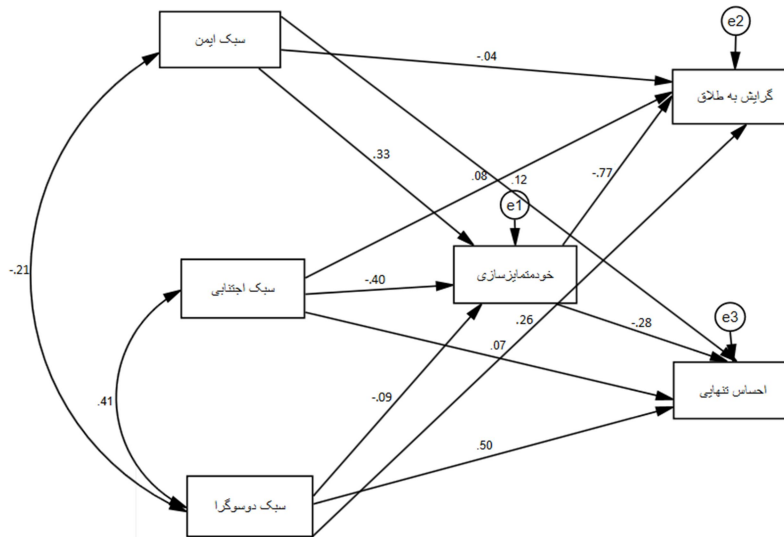 سبک ایمن
e2
-.04
گرایش به طلاق
.33
.08
.12
-.77
e1
-.21
سبک اجتنابی
-.40
خودمتمایزسازی
.26
-.28
e3
.07
احساس تنهایی
.41
-.09
.50
سبک دوسوگرا